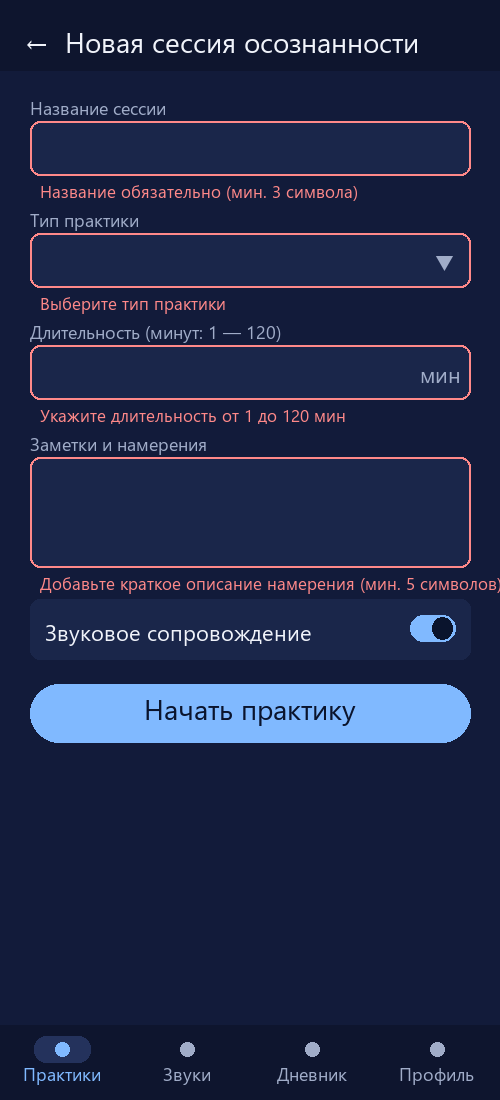 ← Новая сессия осознанности
Название сессии
Название обязательно (мин. 3 символа)
Тип практики
Выберите тип практики
Длительность (минут: 1 — 120)
мин
Укажите длительность от 1 до 120 мин
Заметки и намерения
Добавьте краткое описание намерения (мин. 5 символов)
Звуковое сопровождение
Начать практику
Практики Звуки Дневник Профиль